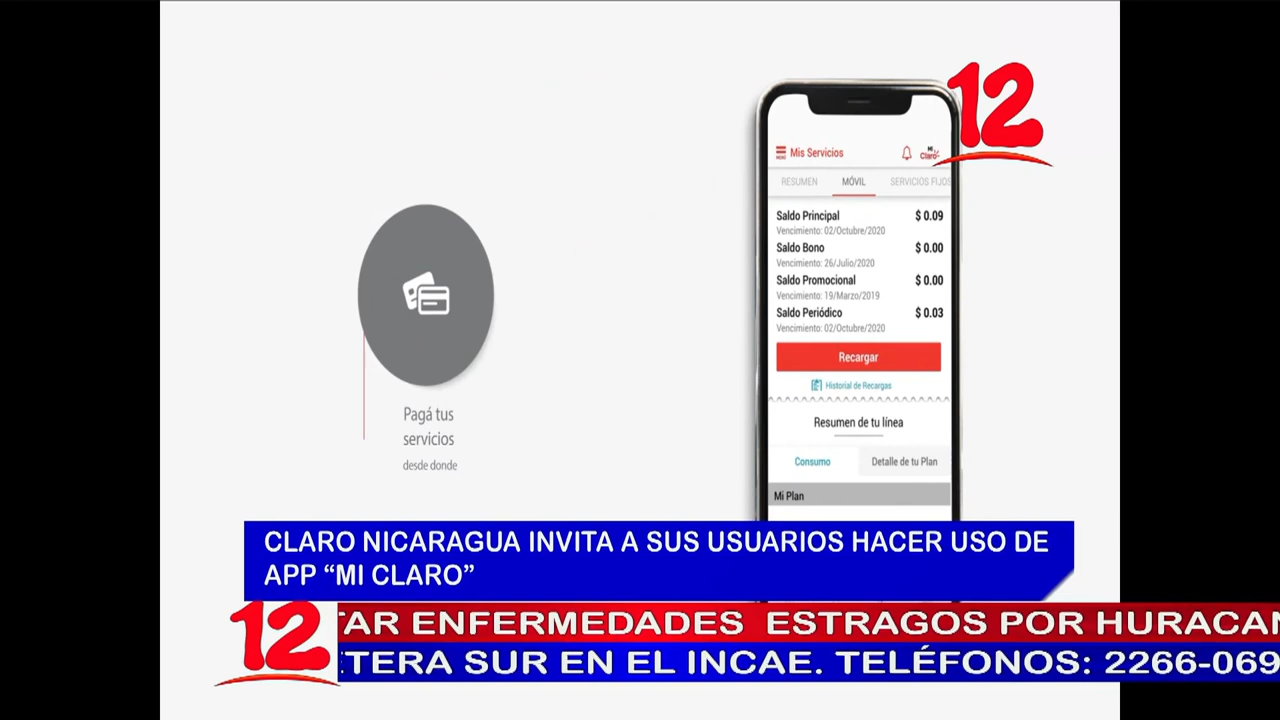 12
MENÚ
Mis Servicios
Mi
Claro
RESUMEN
MÓVIL
SERVICIOS FIJOS
Saldo Principal
$ 0.09
Vencimiento: 02/Octubre/2020
Saldo Bono
$ 0.00
Vencimiento: 26/Julio/2020
Saldo Promocional
$ 0.00
Vencimiento: 19/Marzo/2019
Saldo Periódico
$ 0.03
Vencimiento: 02/Octubre/2020
Recargar
Historial de Recargas
Resumen de tu línea
Consumo
Detalle de tu Plan
Mi Plan
Pagá tus
servicios
desde donde
CLARO NICARAGUA INVITA A SUS USUARIOS HACER USO DE
APP “MI CLARO”
12
TAR ENFERMEDADES ESTRAGOS POR HURACAN
TERA SUR EN EL INCAE. TELÉFONOS: 2266-069